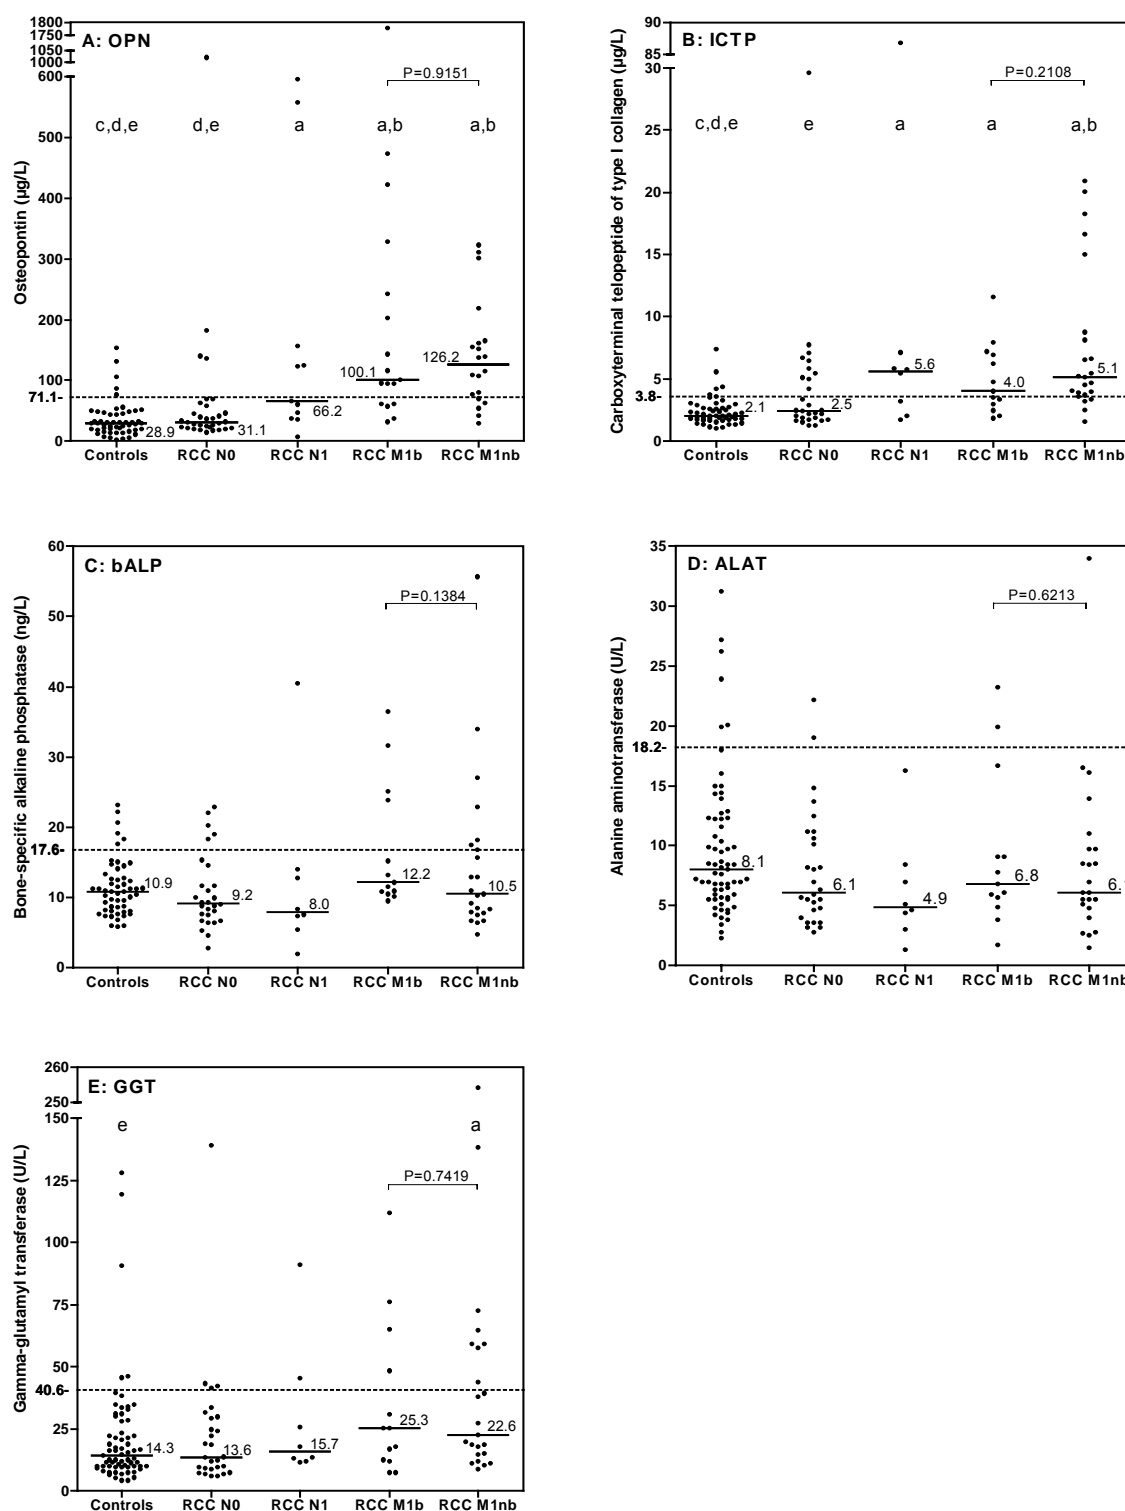 A: OPN
Osteopontin (µg/L)
1800
1750
1050
1000
600
500
400
300
200
100
71.1-
0
c,d,e
d,e
a
a,b
a,b
P=0.9151
28.9
31.1
66.2
100.1
126.2
Controls
RCC N0
RCC N1
RCC M1b
RCC M1nb
B: ICTP
Carboxyterminal telopeptide of type I collagen (µg/L)
90
85
30
25
20
15
10
5
3.8-
0
c,d,e
e
a
a
a,b
P=0.2108
2.1
2.5
5.6
4.0
5.1
Controls
RCC N0
RCC N1
RCC M1b
RCC M1nb
C: bALP
Bone-specific alkaline phosphatase (ng/L)
60
50
40
30
20
17.6-
10
0
P=0.1384
10.9
9.2
8.0
12.2
10.5
Controls
RCC N0
RCC N1
RCC M1b
RCC M1nb
D: ALAT
Alanine aminotransferase (U/L)
35
30
25
20
18.2-
15
10
5
0
P=0.6213
8.1
6.1
4.9
6.8
Controls
RCC N0
RCC N1
RCC M1b
RCC M1nb
E: GGT
Gamma-glutamyl transferase (U/L)
260
250
150
125
100
75
50
40.6-
25
0
e
a
P=0.7419
14.3
13.6
15.7
25.3
22.6
Controls
RCC N0
RCC N1
RCC M1b
RCC M1nb